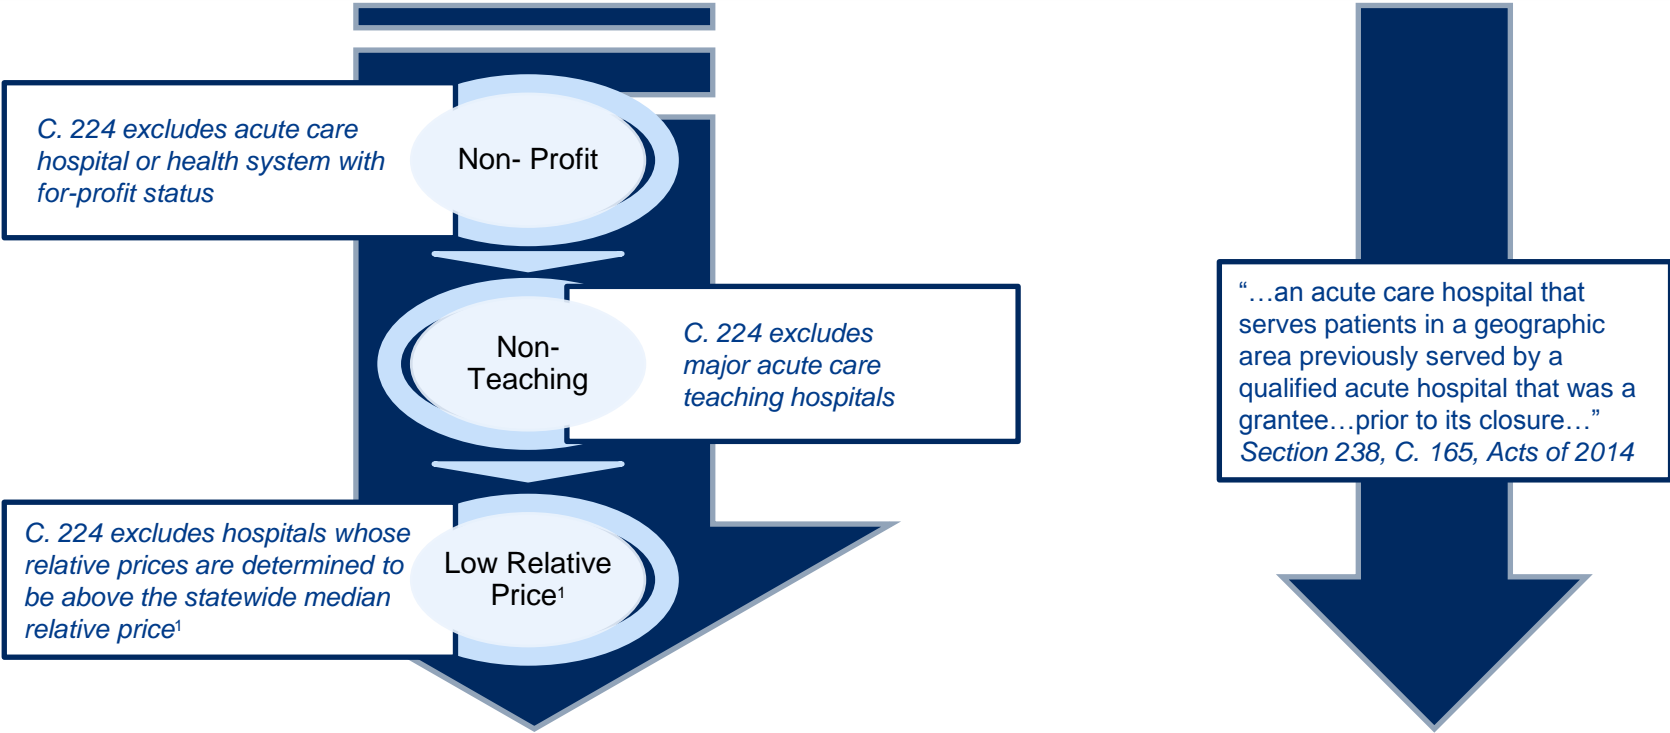 C. 224 excludes acute care
hospital or health system with
for-profit status
Non- Profit
Non-
Teaching
C. 224 excludes
major acute care
teaching hospitals
C. 224 excludes hospitals whose
relative prices are determined to
be above the statewide median
relative price¹
Low Relative
Price¹
“…an acute care hospital that
serves patients in a geographic
area previously served by a
qualified acute hospital that was a
grantee…prior to its closure…”
Section 238, C. 165, Acts of 2014